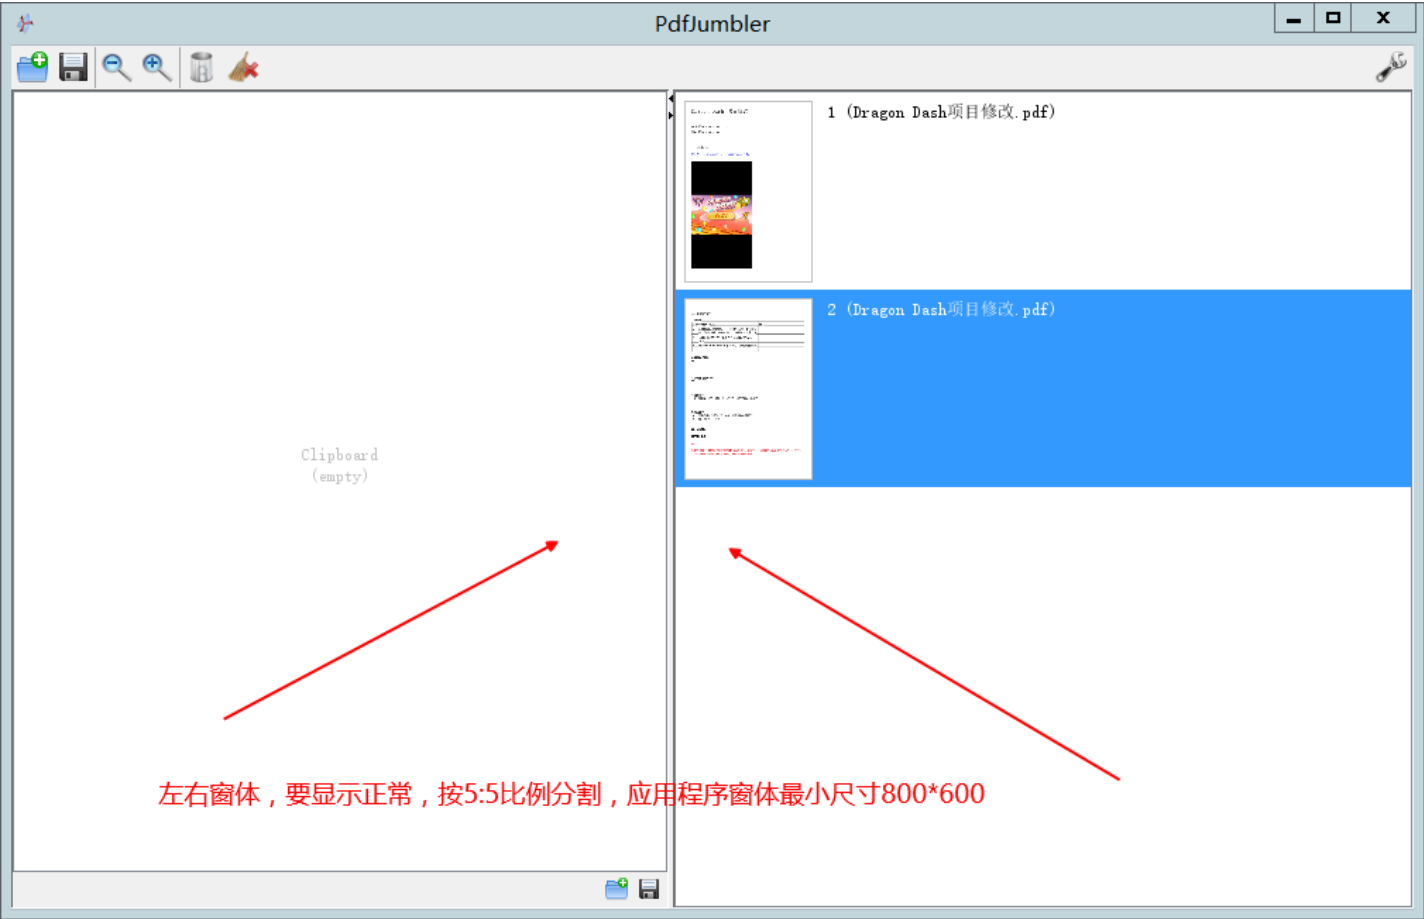 PdfJumbler
1 (Dragon Dash项目修改.pdf)
2 (Dragon Dash项目修改.pdf)
Clipboard
(empty)
左右窗体，要显示正常，按5:5比例分割，应用程序窗体最小尺寸800*600